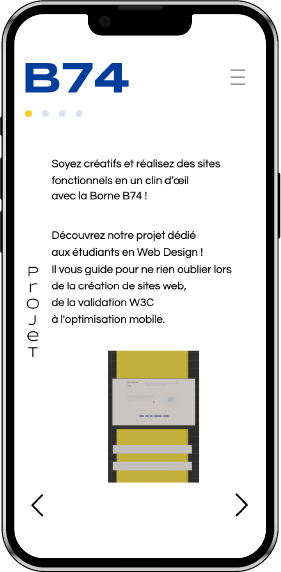 B74
Soyez créatifs et réalisez des sites
fonctionnels en un clin d'œil
avec la Borne B74 !
Découvrez notre projet dédié
aux étudiants en Web Design !
Il vous guide pour ne rien oublier lors
de la création de sites web,
de la validation W3C
à l'optimisation mobile.
ProJeT